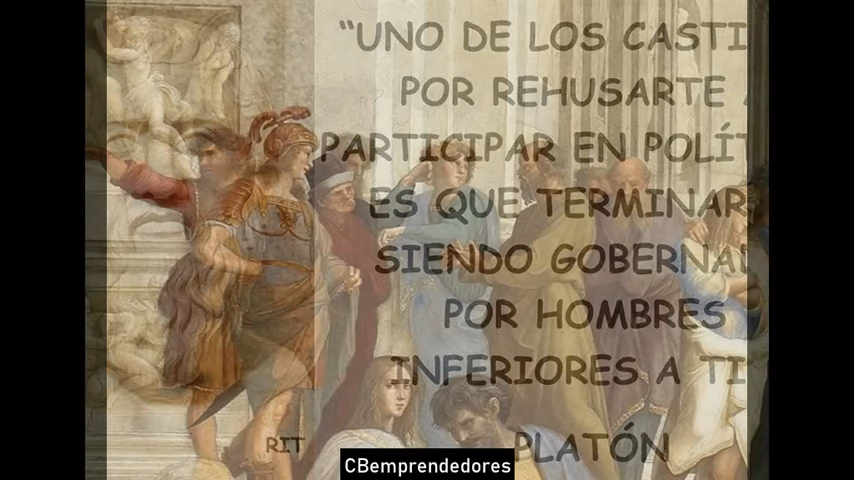 “UNO DE LOS CASTI
POR REHUSARTE
PARTICIPAR EN POLÍT
ES QUE TERMINAR
SIENDO GOBERNA
POR HOMBRES
INFERIORES A TI
RIT
PLATÓN
CBemprendedores